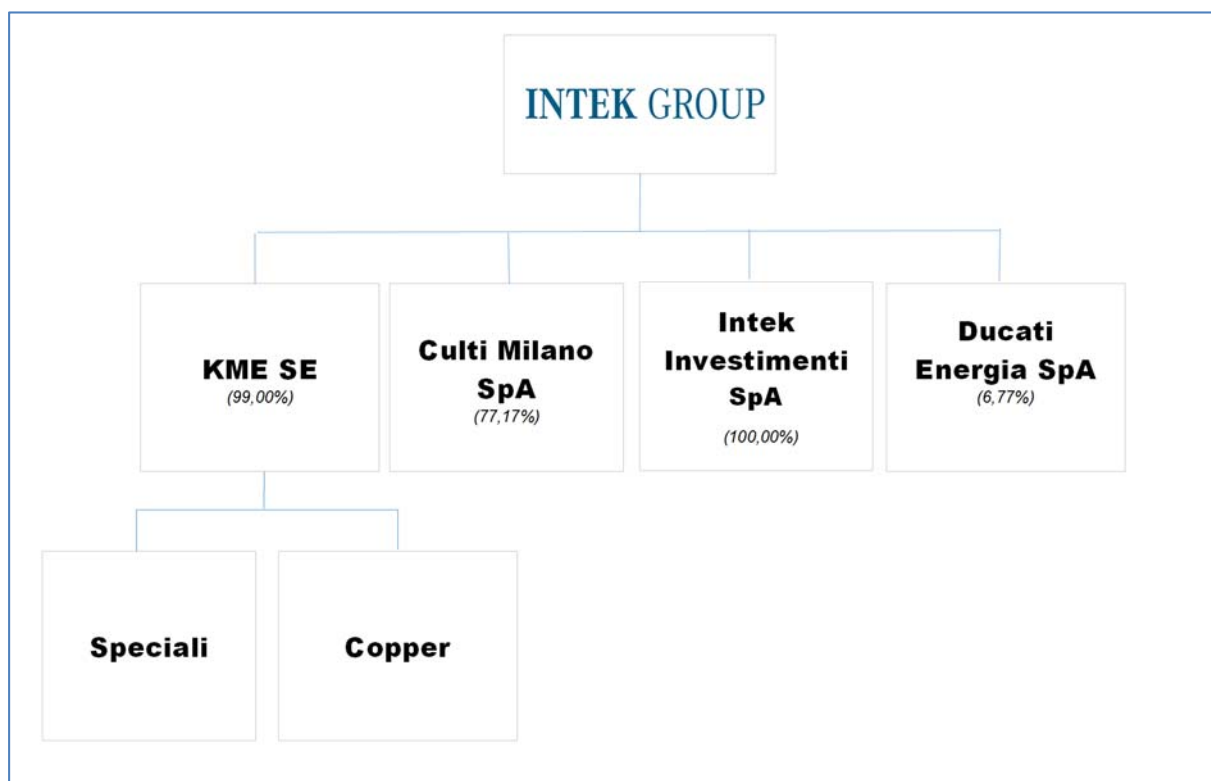 INTEK GROUP
KME SE
(99,00%)
Culti Milano
SpA
(77,17%)
Intek
Investimenti
SpA
(100,00%)
Ducati
Energia SpA
(6,77%)
Speciali
Copper